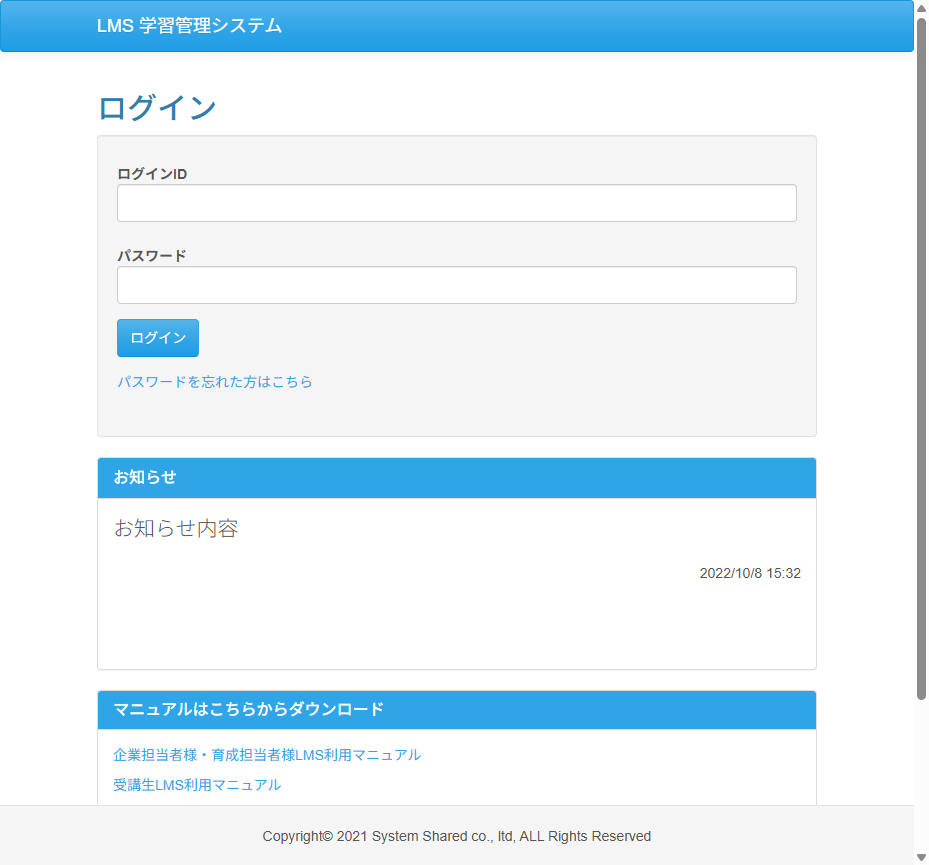 LMS 学習管理システム
ログイン
ログインID
パスワード
ログイン
パスワードを忘れた方はこちら
お知らせ
お知らせ内容
2022/10/8 15:32
マニュアルはこちらからダウンロード
企業担当者様・育成担当者様LMS利用マニュアル
受講生LMS利用マニュアル
Copyright© 2021 System Shared co., ltd, ALL Rights Reserved